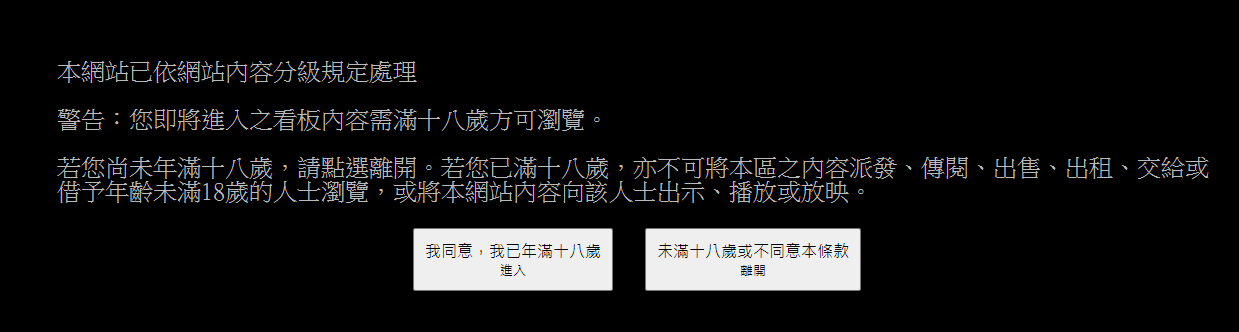 本網站已依網站內容分級規定處理
警告：您即將進入之看板內容需滿十八歲方可瀏覽。
若您尚未年滿十八歲，請點選離開。若您已滿十八歲，亦不可將本區之內容派發、傳閱、出售、出租、交給或
借予年齡未滿18歲的人士瀏覽，或將本網站內容向該人士出示、播放或放映。
我同意，我已年滿十八歲
進入
未滿十八歲或不同意本條款
離開